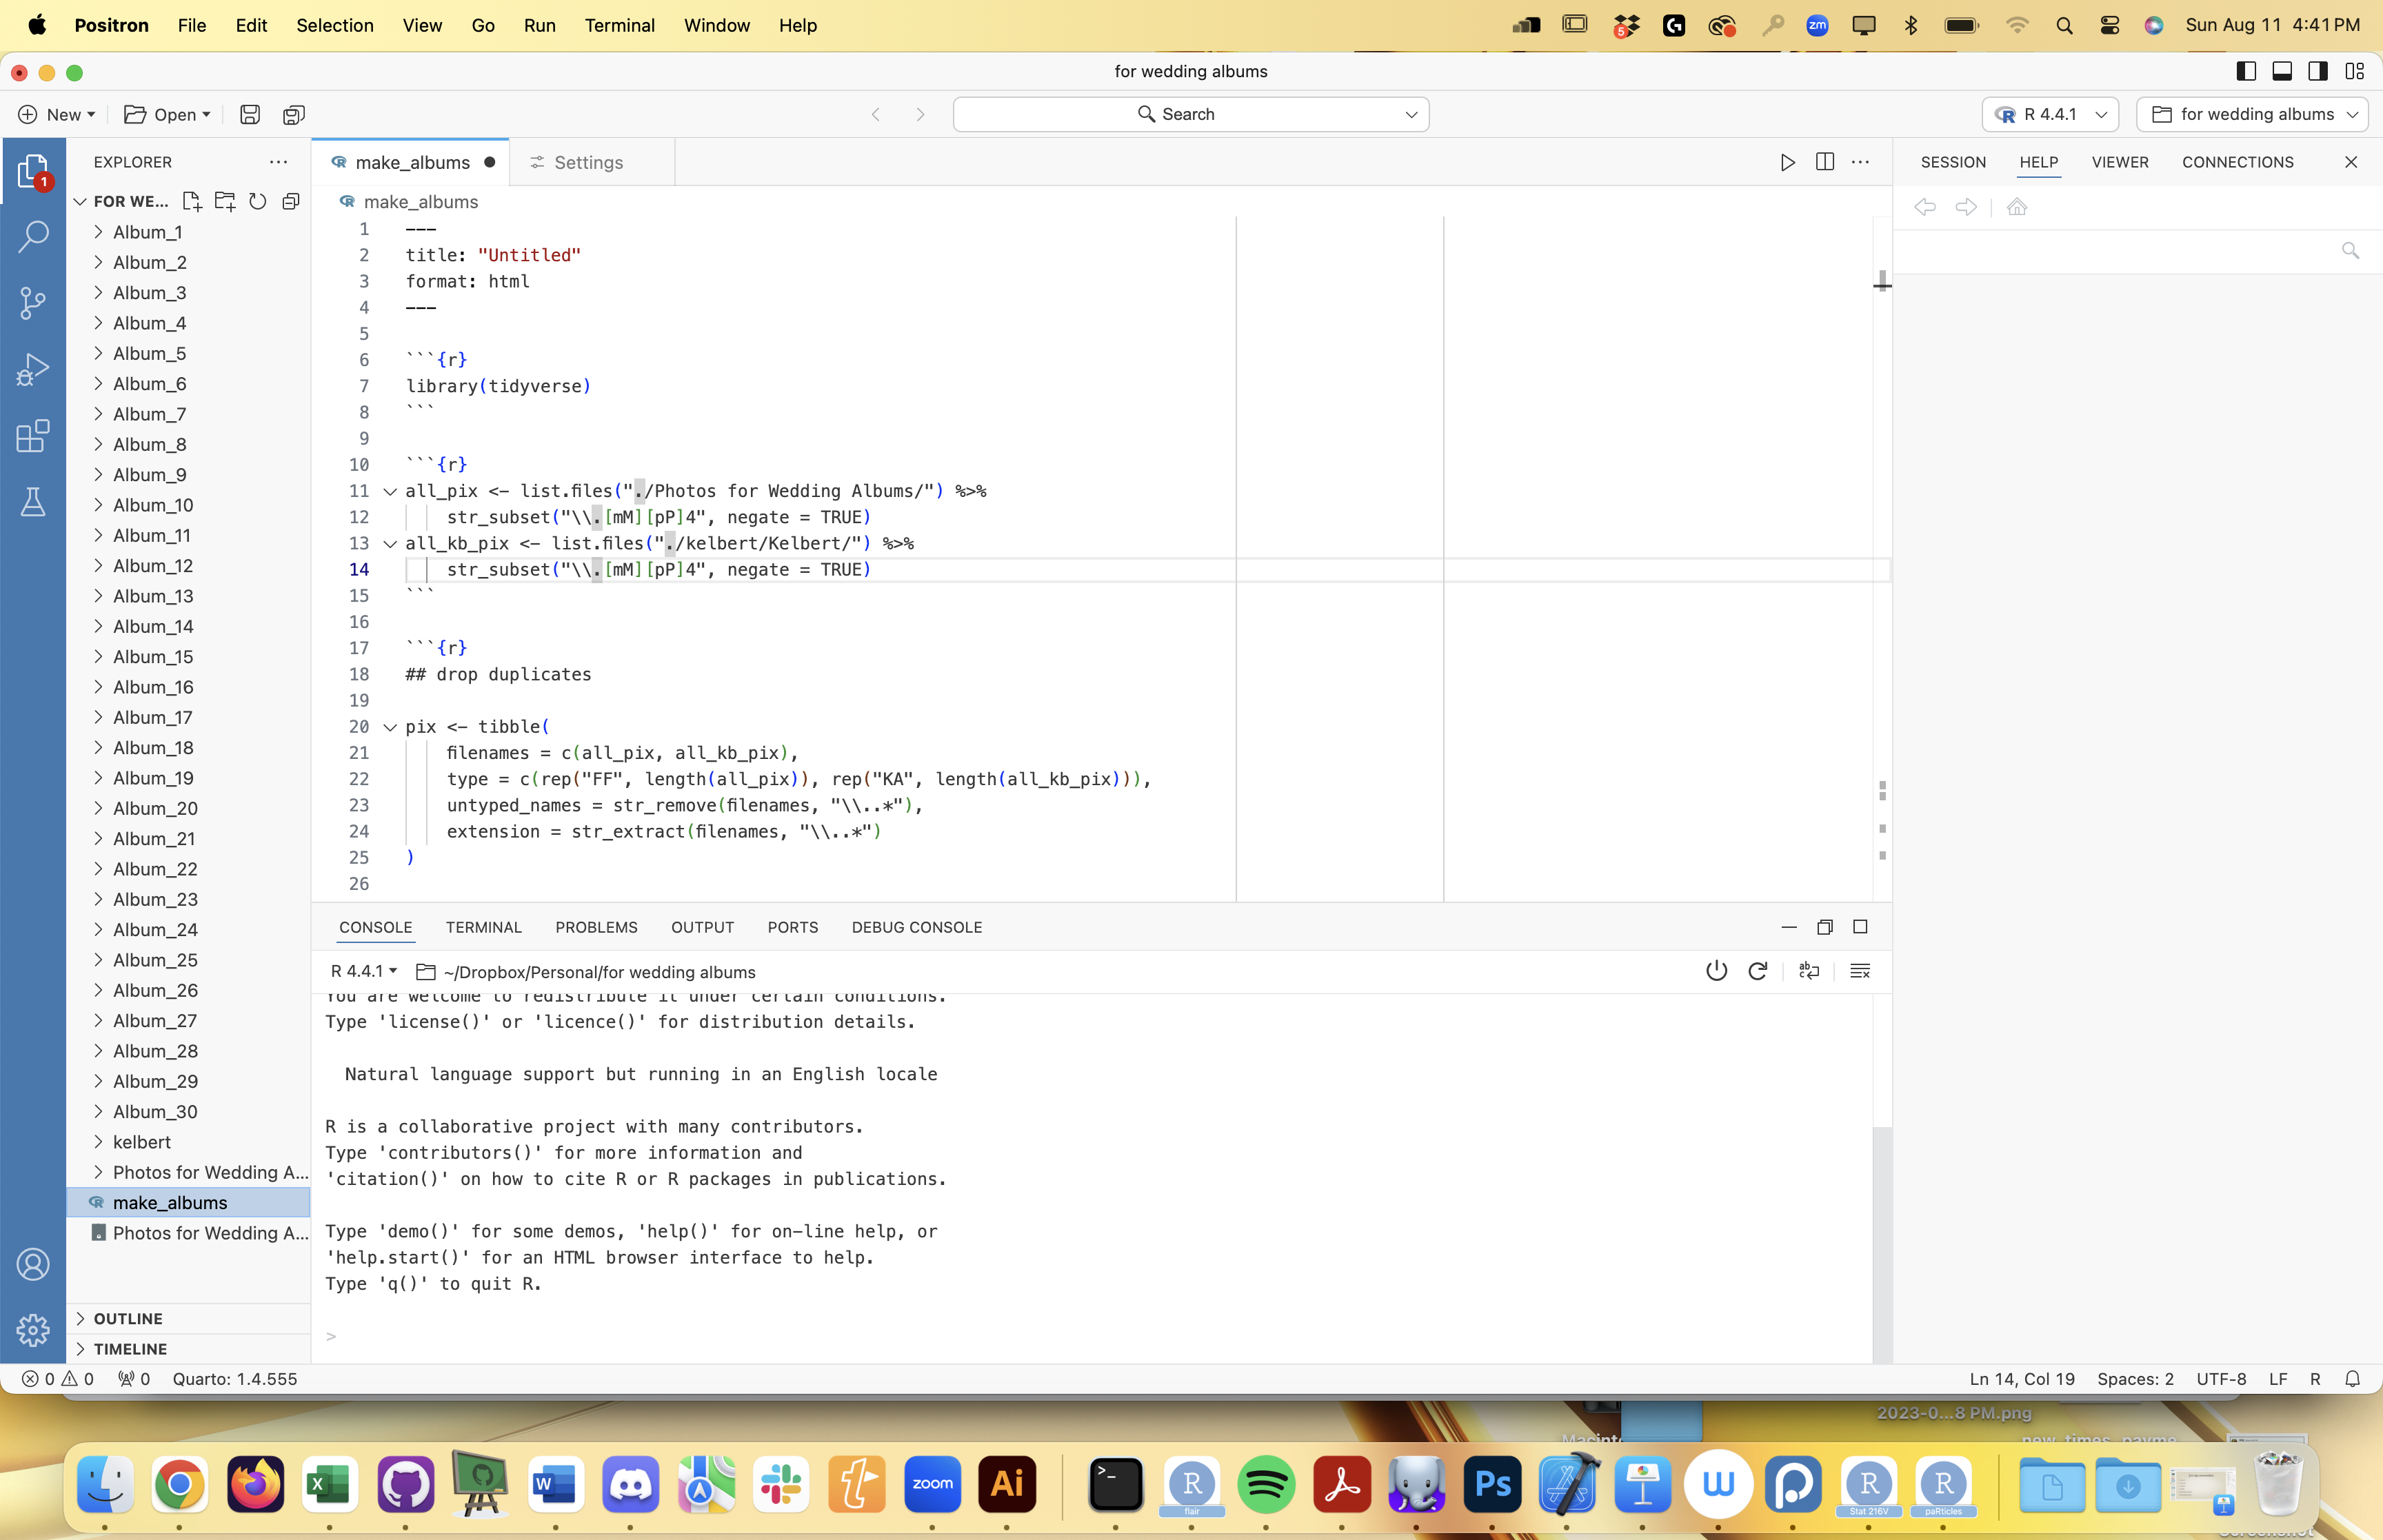 Positron File Edit Selection View Go Run Terminal Window Help 5 zm Sun Aug 11 4:41 PM
for wedding albums
New Open Search R 4.4.1 for wedding albums
1
EXPLORER
FOR WE...
Album_1
Album_2
Album_3
Album_4
Album_5
Album_6
Album_7
Album_8
Album_9
Album_10
Album_11
Album_12
Album_13
Album_14
Album_15
Album_16
Album_17
Album_18
Album_19
Album_20
Album_21
Album_22
Album_23
Album_24
Album_25
Album_26
Album_27
Album_28
Album_29
Album_30
kelbert
Photos for Wedding A...
make_albums
Photos for Wedding A...
OUTLINE
TIMELINE
make_albums Settings
make_albums
1 ---
2 title: "Untitled"
3 format: html
4 ---
5
6 ```{r}
7 library(tidyverse)
8 ```
9
10 ```{r}
11 all_pix <- list.files("./Photos for Wedding Albums/") %>%
12 str_subset("\\.[mM][pP]4", negate = TRUE)
13 all_kb_pix <- list.files("./kelbert/Kelbert/") %>%
14 str_subset("\\.[mM][pP]4", negate = TRUE)
15 ```
16
17 ```{r}
18 ## drop duplicates
19
20 pix <- tibble(
21 filenames = c(all_pix, all_kb_pix),
22 type = c(rep("FF", length(all_pix)), rep("KA", length(all_kb_pix))),
23 untyped_names = str_remove(filenames, "\\..*"),
24 extension = str_extract(filenames, "\\..*")
25 )
26
SESSION HELP VIEWER CONNECTIONS
CONSOLE TERMINAL PROBLEMS OUTPUT PORTS DEBUG CONSOLE
R 4.4.1 ~/Dropbox/Personal/for wedding albums
You are welcome to redistribute it under certain conditions.
Type 'license()' or 'licence()' for distribution details.
Natural language support but running in an English locale
R is a collaborative project with many contributors.
Type 'contributors()' for more information and
'citation()' on how to cite R or R packages in publications.
Type 'demo()' for some demos, 'help()' for on-line help, or
'help.start()' for an HTML browser interface to help.
Type 'q()' to quit R.
>
0 0 0 Quarto: 1.4.555 Ln 14, Col 19 Spaces: 2 UTF-8 LF R
2023-0...8 PM.png
zoom Ai flair Ps Stat 216V paRticles